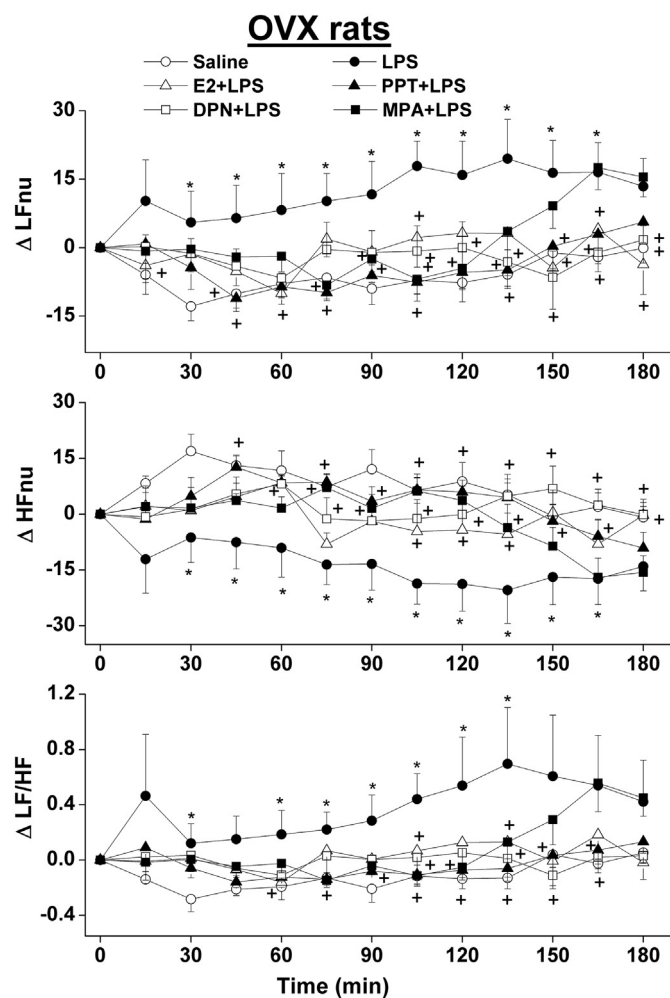 OVX rats
Saline LPS
E2+LPS PPT+LPS
DPN+LPS MPA+LPS
Δ LFnu
30
15
0
-15
0 30 60 90 120 150 180
Δ HFnu
30
15
0
-15
-30
0 30 60 90 120 150 180
Δ LF/HF
1.2
0.8
0.4
0.0
-0.4
0 30 60 90 120 150 180
Time (min)